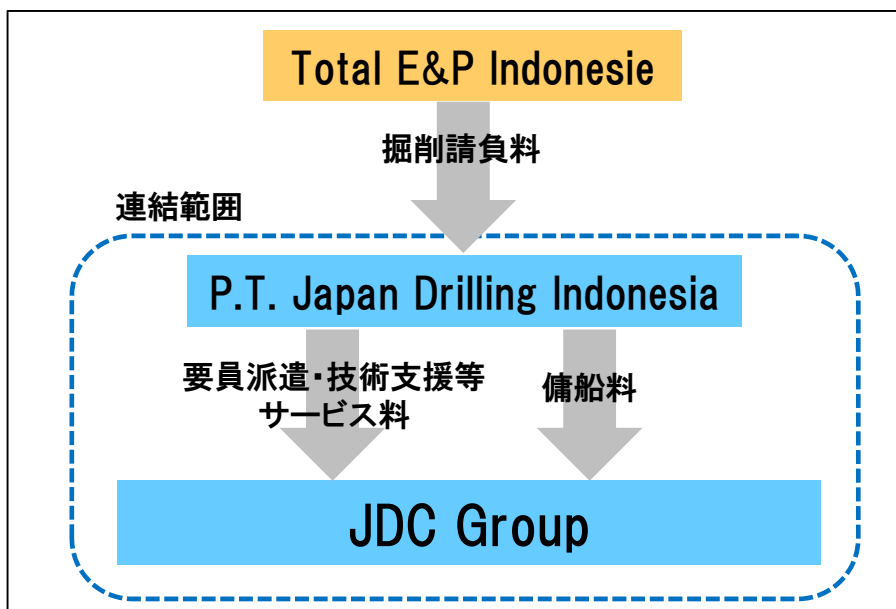 Total E&P Indonesie
掘削請負料
連結範囲
P.T. Japan Drilling Indonesia
要員派遣・技術支援等
サービス料
傭船料
JDC Group